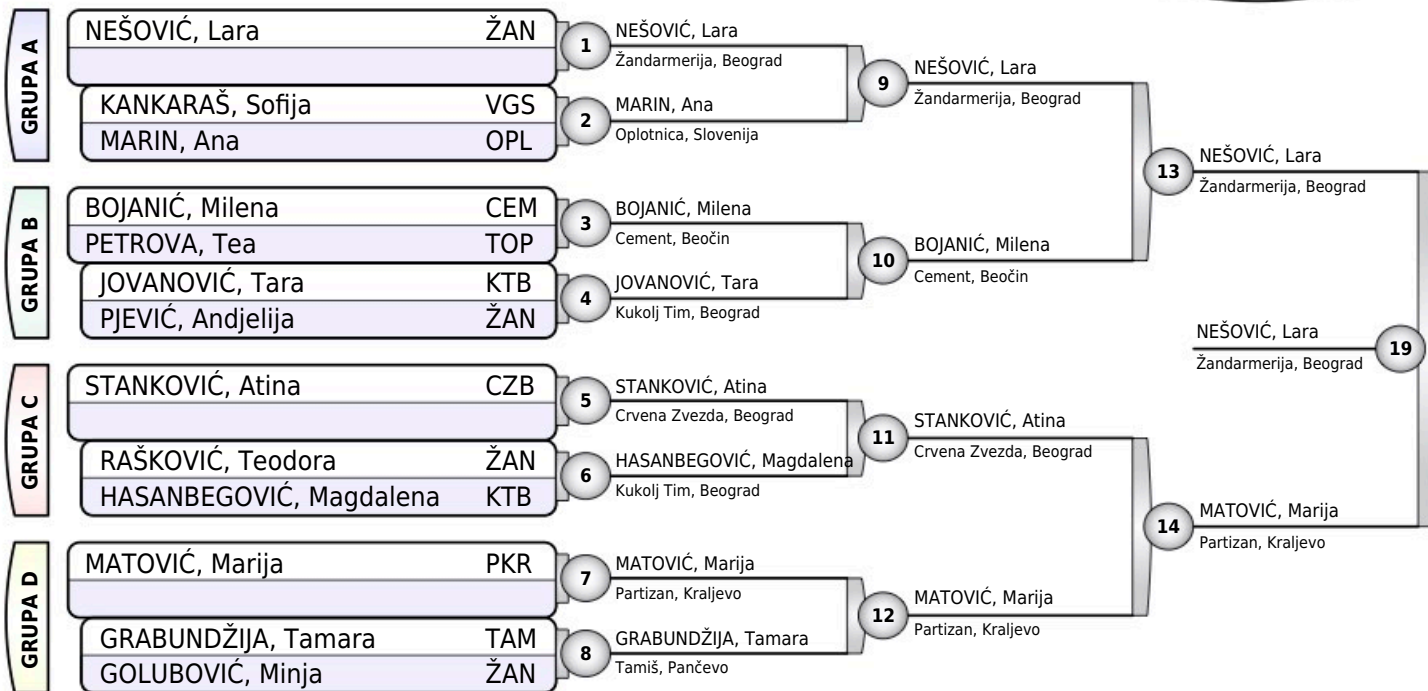 GRUPA A
NEŠOVIĆ, Lara ŽAN
KANKARAŠ, Sofija VGS
MARIN, Ana OPL
GRUPA B
BOJANIĆ, Milena CEM
PETROVA, Tea TOP
JOVANOVIĆ, Tara KTB
PJEVIĆ, Andjelija ŽAN
GRUPA C
STANKOVIĆ, Atina CZB
RAŠKOVIĆ, Teodora ŽAN
HASANBEGOVIĆ, Magdalena KTB
GRUPA D
MATOVIĆ, Marija PKR
GRABUNDŽIJA, Tamara TAM
GOLUBOVIĆ, Minja ŽAN
1
NEŠOVIĆ, Lara
Žandarmerija, Beograd
2
MARIN, Ana
Oplotnica, Slovenija
3
BOJANIĆ, Milena
Cement, Beočin
4
JOVANOVIĆ, Tara
Kukolj Tim, Beograd
5
STANKOVIĆ, Atina
Crvena Zvezda, Beograd
6
HASANBEGOVIĆ, Magdalena
Kukolj Tim, Beograd
7
MATOVIĆ, Marija
Partizan, Kraljevo
8
GRABUNDŽIJA, Tamara
Tamiš, Pančevo
9
NEŠOVIĆ, Lara
Žandarmerija, Beograd
10
BOJANIĆ, Milena
Cement, Beočin
11
STANKOVIĆ, Atina
Crvena Zvezda, Beograd
12
MATOVIĆ, Marija
Partizan, Kraljevo
13
NEŠOVIĆ, Lara
Žandarmerija, Beograd
14
MATOVIĆ, Marija
Partizan, Kraljevo
NEŠOVIĆ, Lara
Žandarmerija, Beograd
19